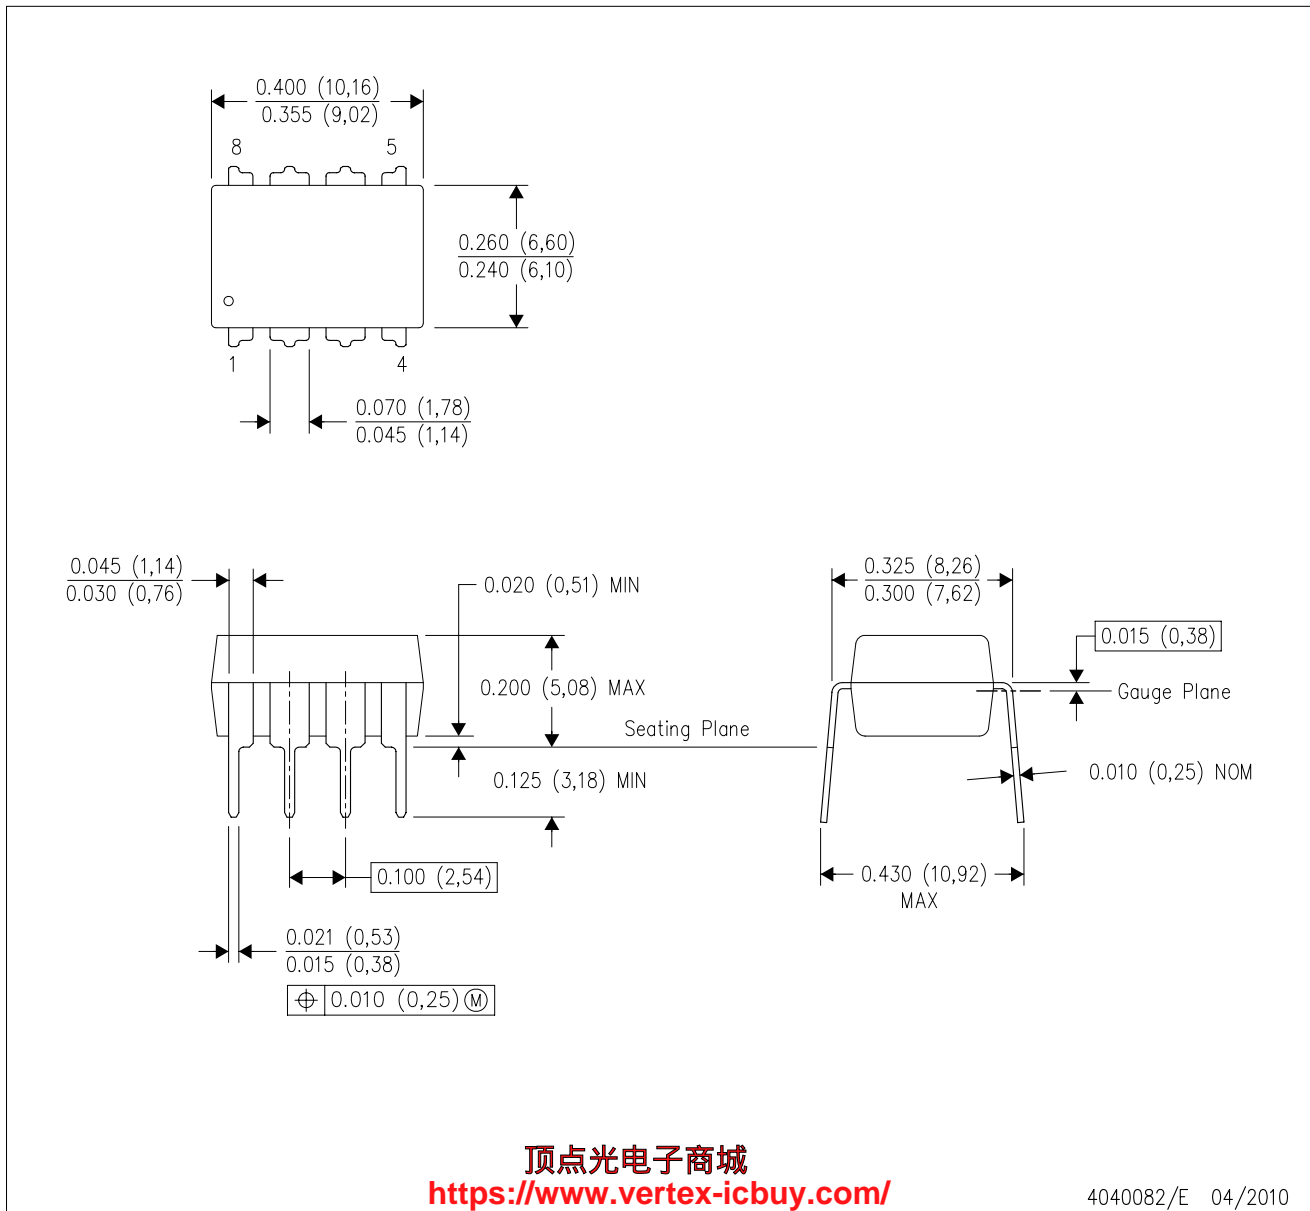 0.400 (10,16)
0.355 (9,02)
8
5
0.260 (6,60)
0.240 (6,10)
1
4
0.070 (1,78)
0.045 (1,14)
0.045 (1,14)
0.030 (0,76)
0.020 (0,51) MIN
0.325 (8,26)
0.300 (7,62)
0.015 (0,38)
0.200 (5,08) MAX
Gauge Plane
Seating Plane
0.125 (3,18) MIN
0.010 (0,25) NOM
0.100 (2,54)
0.430 (10,92)
MAX
0.021 (0,53)
0.015 (0,38)
⌖ 0.010 (0,25) Ⓜ
顶点光电子商城
https://www.vertex-icbuy.com/
4040082/E 04/2010